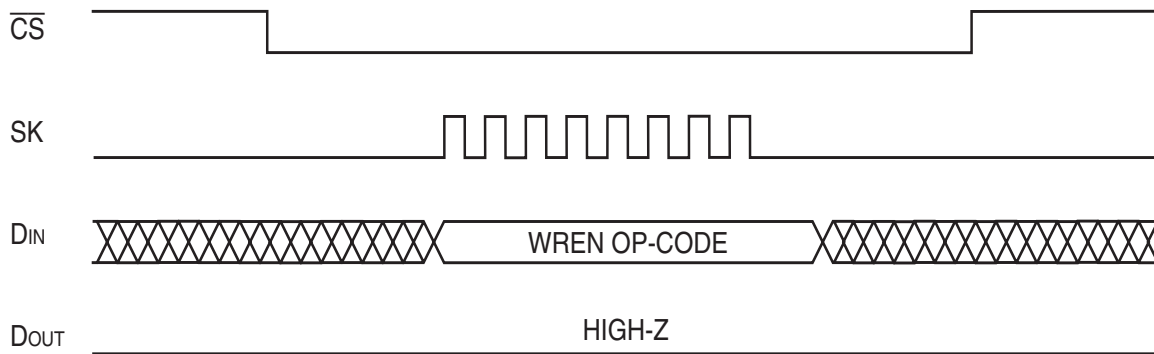 CS
SK
DIN
WREN OP-CODE
DOUT
HIGH-Z